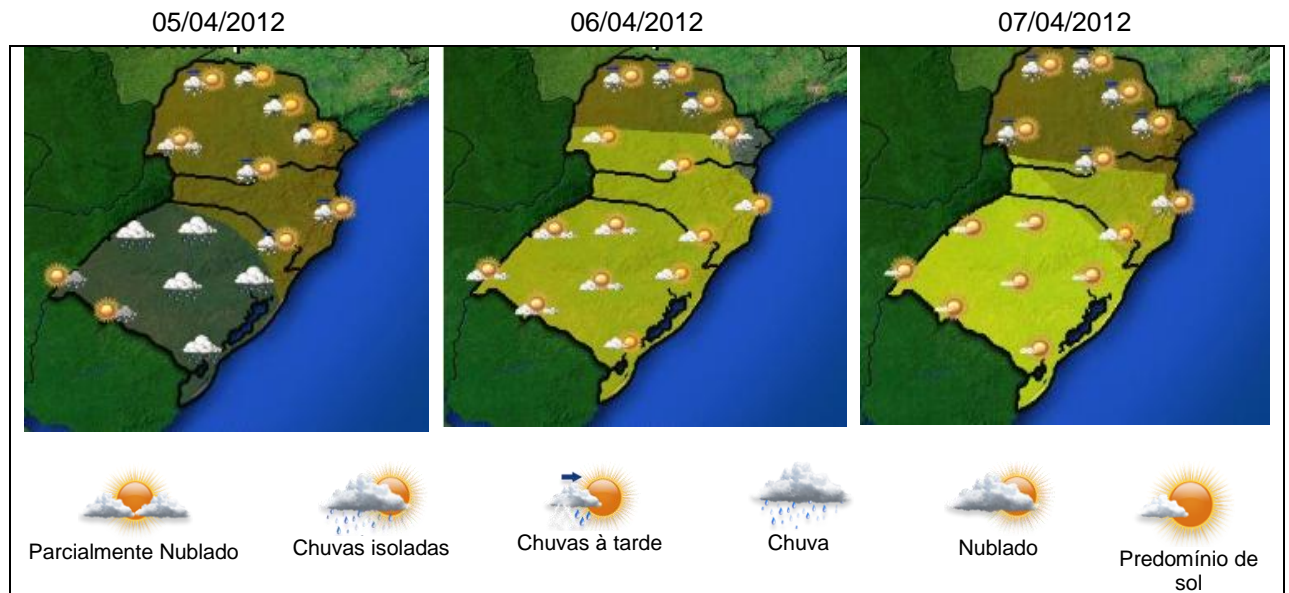 05/04/2012
06/04/2012
07/04/2012
Parcialmente Nublado
Chuvas isoladas
Chuvas à tarde
Chuva
Nublado
Predomínio de
sol